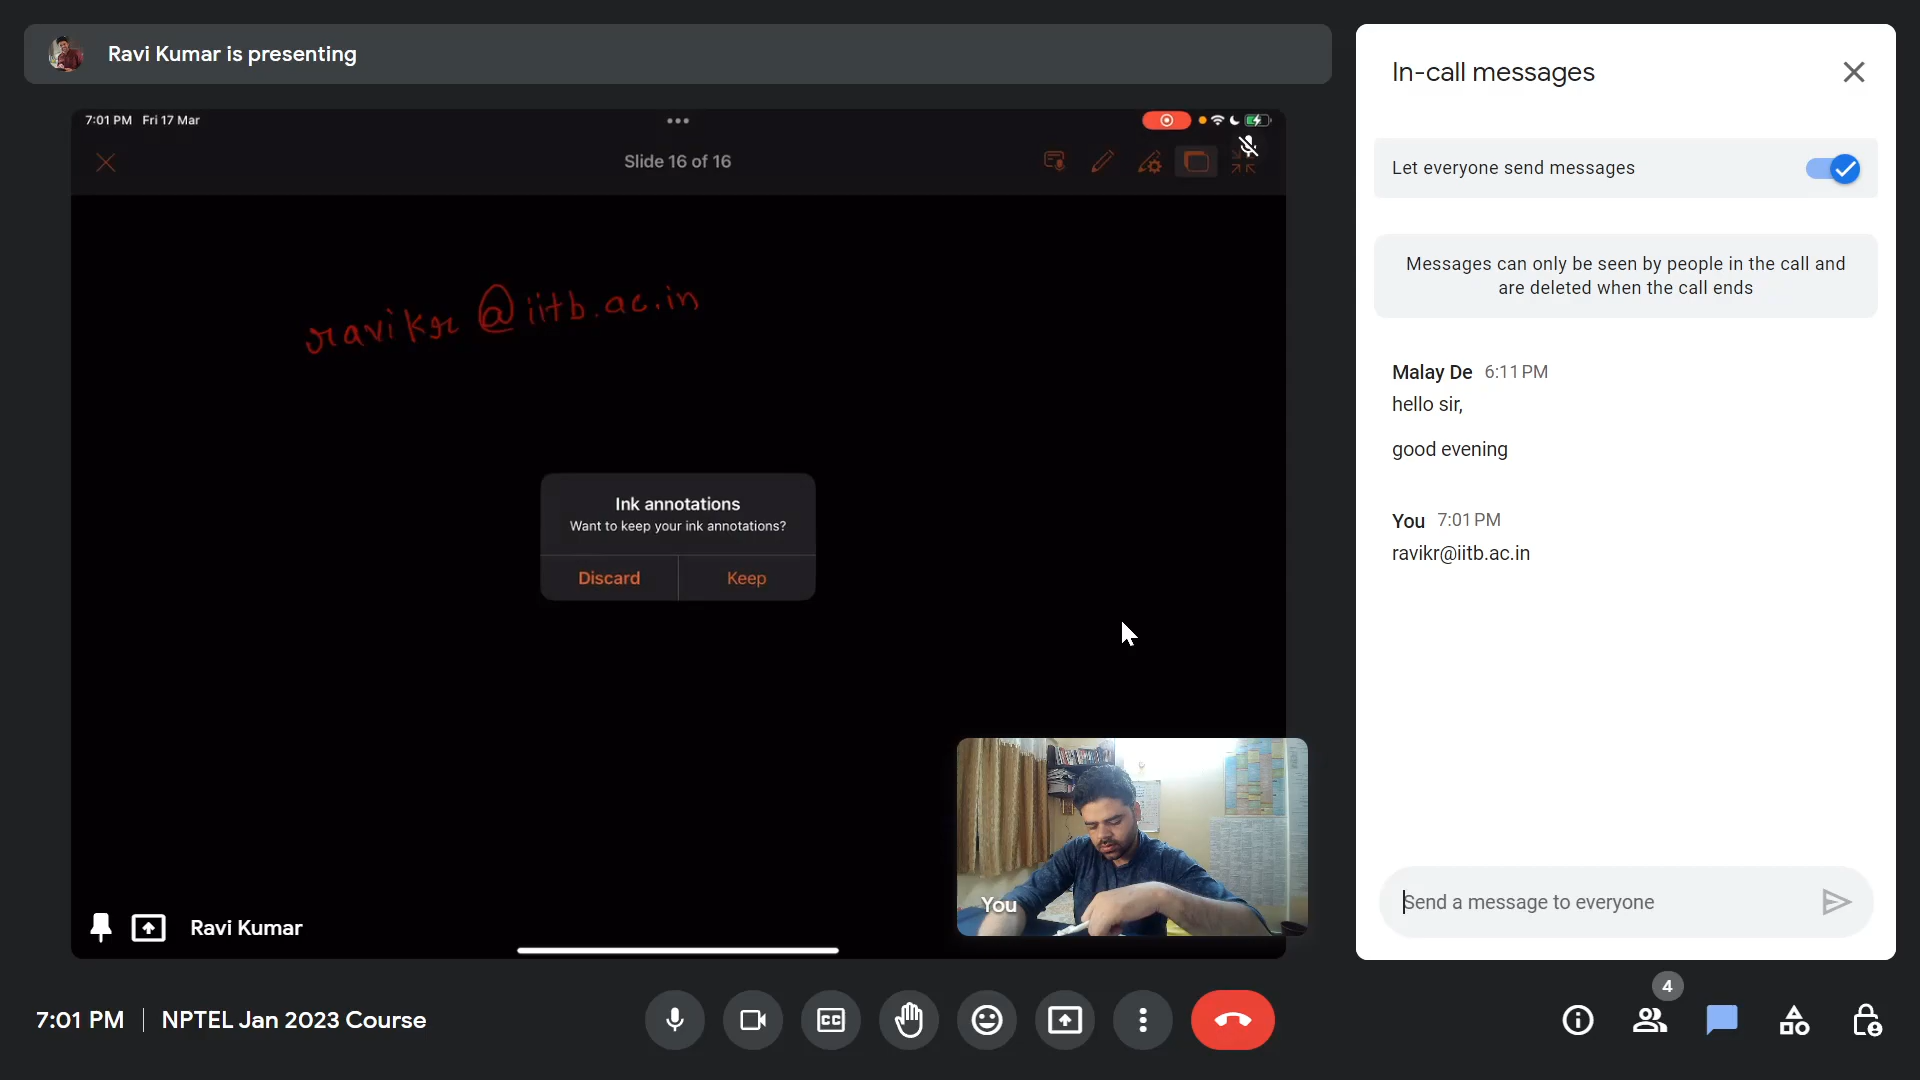 Ravi Kumar is presenting
7:01 PM Fri 17 Mar
Slide 16 of 16
ravikr@iitb.ac.in
Ink annotations
Want to keep your ink annotations?
Discard
Keep
You
Ravi Kumar
In-call messages
Let everyone send messages
Messages can only be seen by people in the call and
are deleted when the call ends
Malay De 6:11 PM
hello sir,
good evening
You 7:01 PM
ravikr@iitb.ac.in
Send a message to everyone
7:01 PM | NPTEL Jan 2023 Course
CC
4